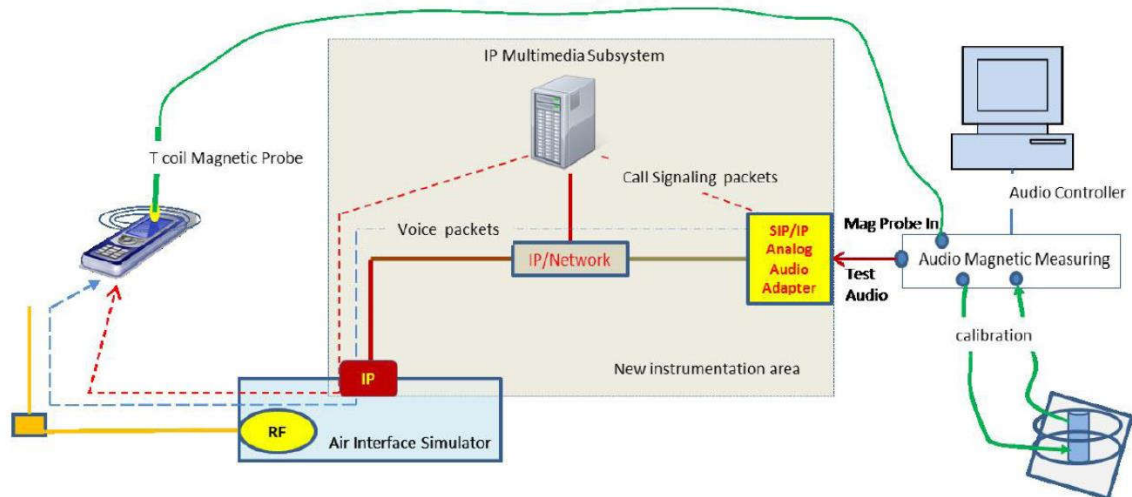 IP Multimedia Subsystem
T coil Magnetic Probe
Call Signaling packets
Audio Controller
Voice packets
IP/Network
SIP/IP
Analog
Audio
Adapter
Mag Probe In
Test
Audio
Audio Magnetic Measuring
calibration
New instrumentation area
IP
RF
Air Interface Simulator